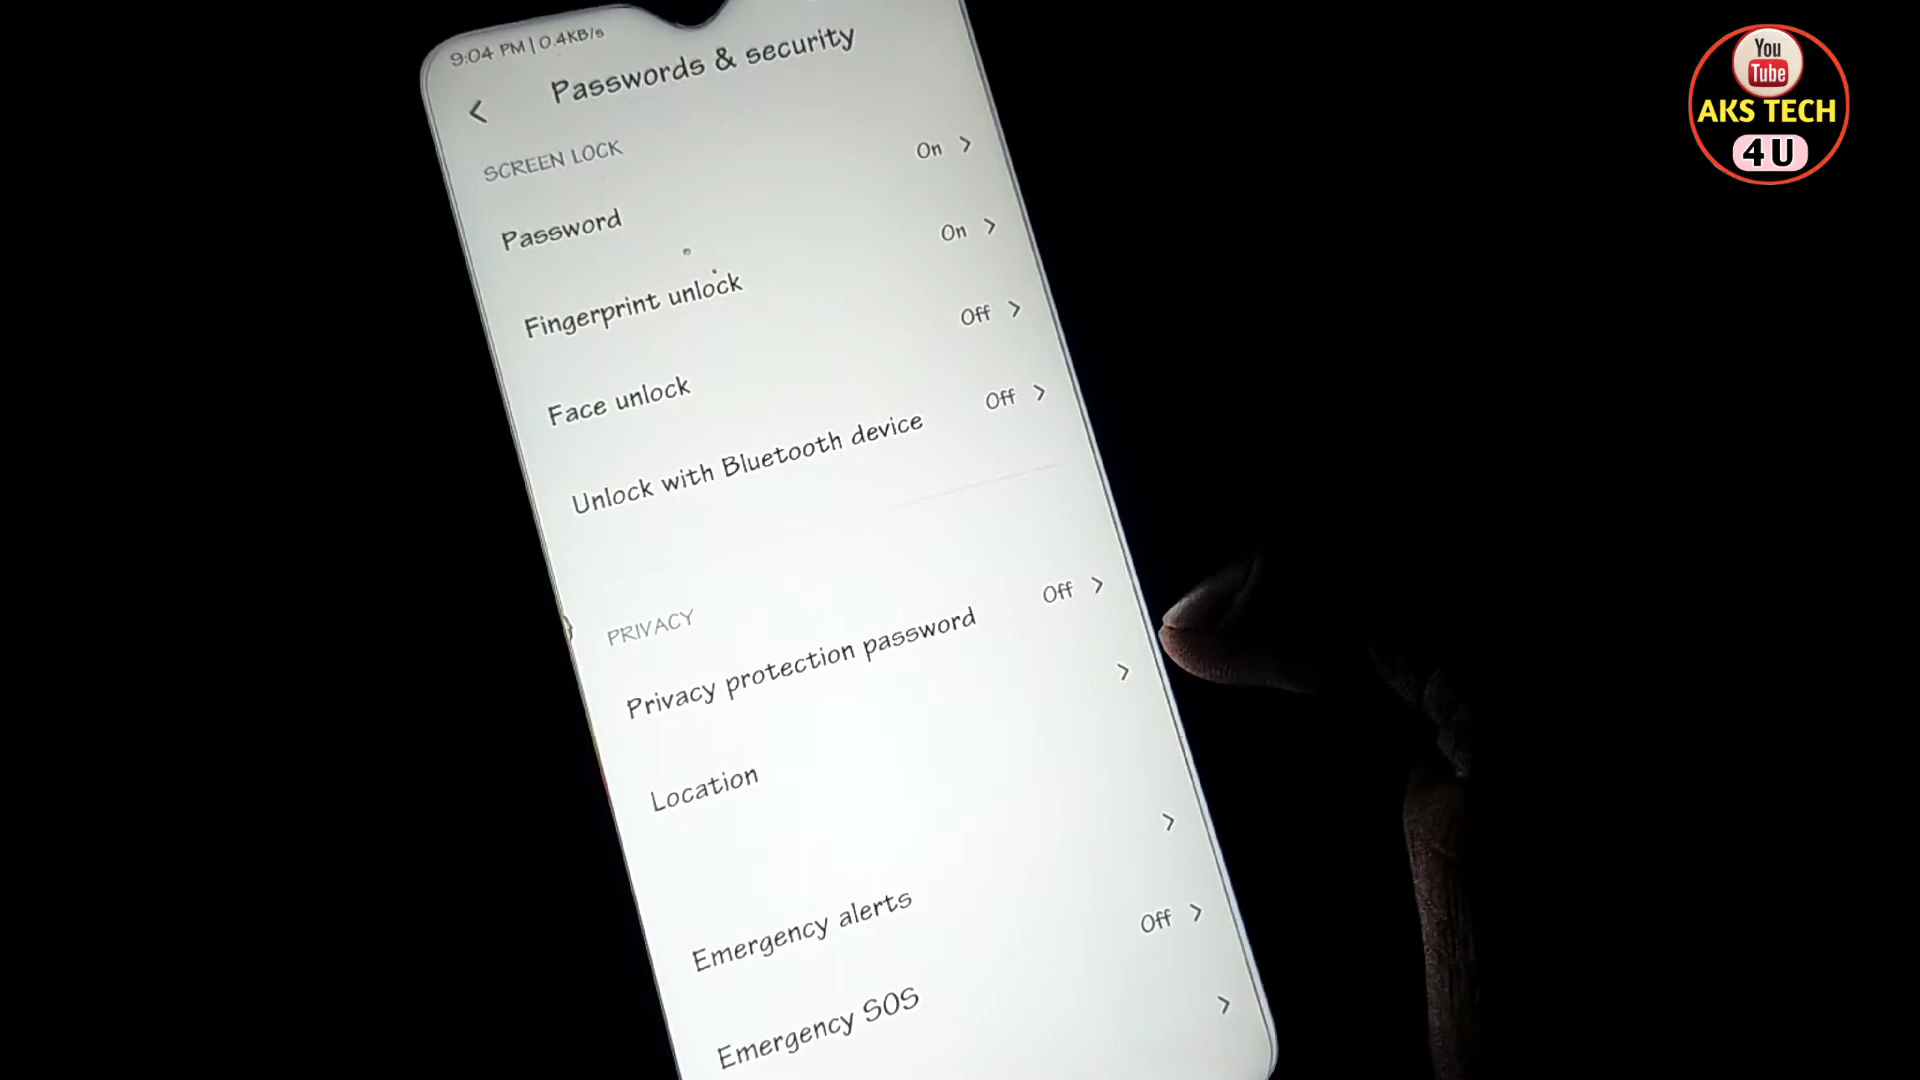 9:04 PM | 0.4KB/s
Passwords & security
SCREEN LOCK
Password On
Fingerprint unlock On
Face unlock Off
Unlock with Bluetooth device Off
PRIVACY
Privacy protection password Off
Location
Emergency alerts
Emergency SOS Off
You
Tube
AKS TECH
4U